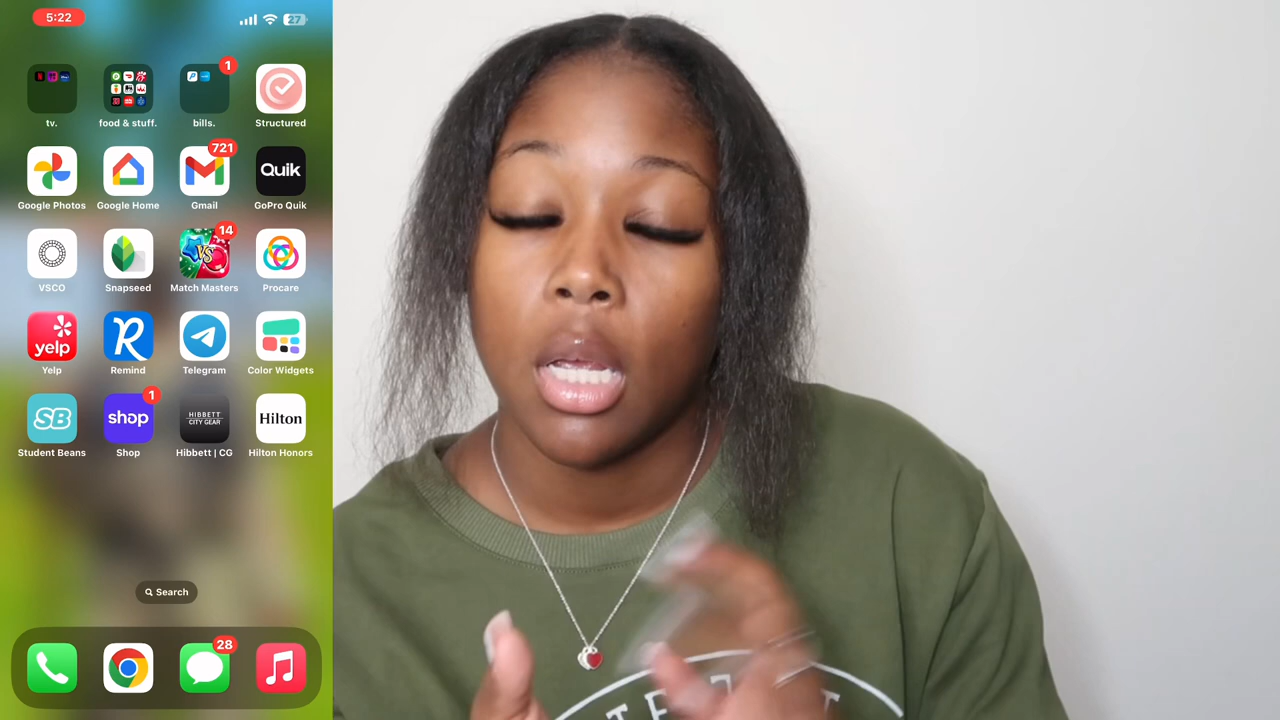 5:22
27
1
tv.
food & stuff.
bills.
Structured
721
Quik
Google Photos
Google Home
Gmail
GoPro Quik
14
VS
VSCO
Snapseed
Match Masters
Procare
yelp
R
Yelp
Remind
Telegram
Color Widgets
1
SB
shop
HIBBETT
CITY GEAR
Hilton
Student Beans
Shop
Hibbett | CG
Hilton Honors
Search
28